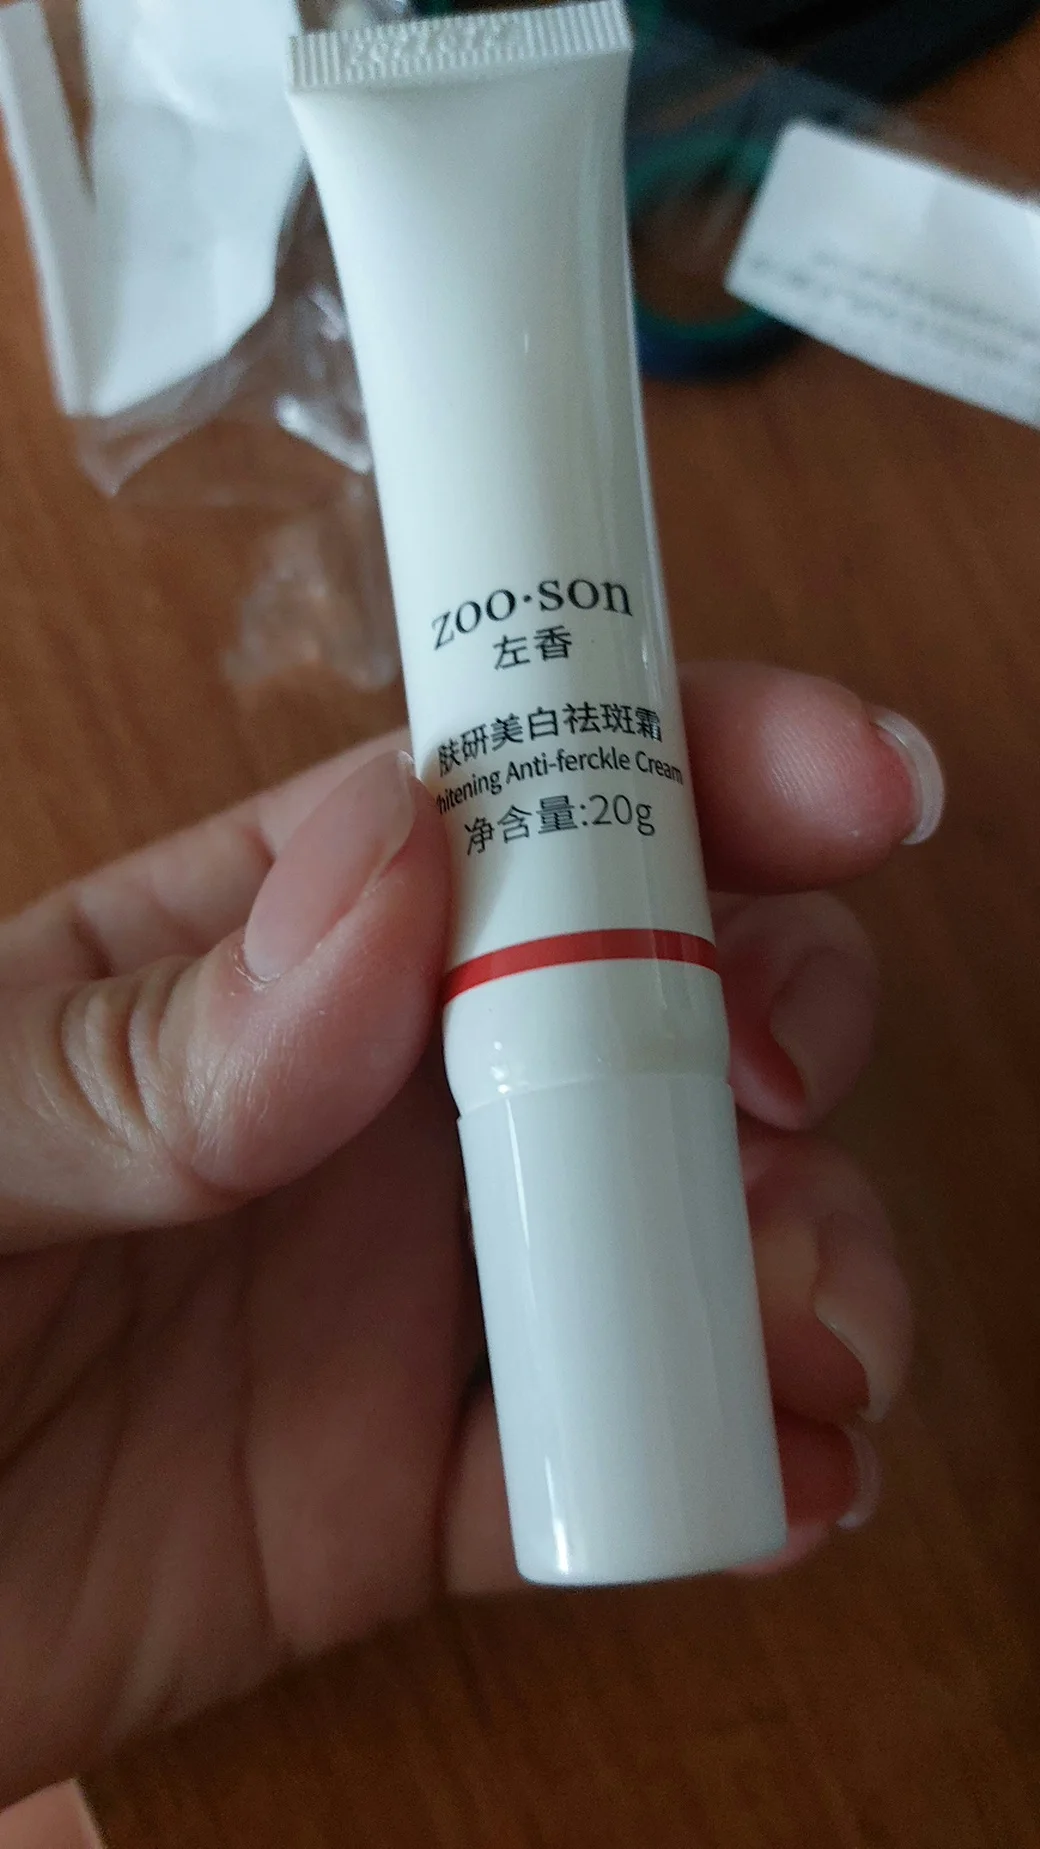 zoo·son
左香
肤研美白祛斑霜
hitening Anti-ferckle Cream
净含量:20g